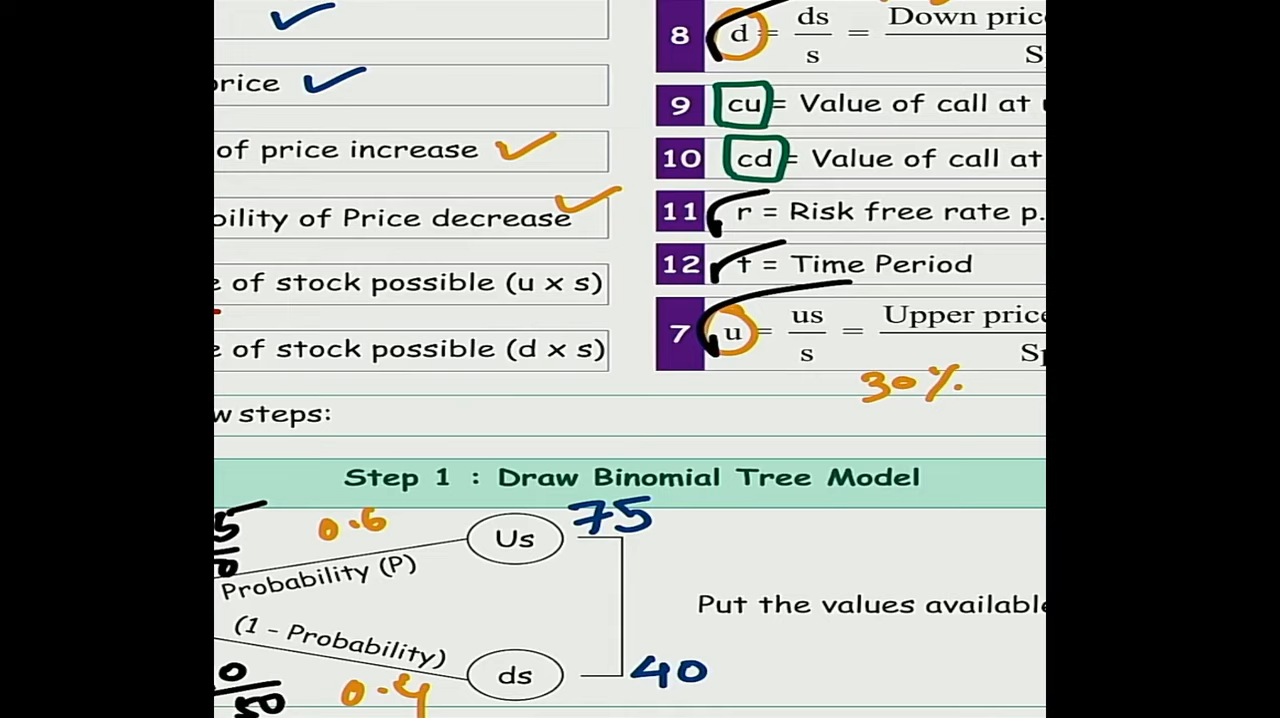 rice
of price increase
bility of Price decrease
e of stock possible (u x s)
e of stock possible (d x s)
8 d = ds/s = Down price
9 cu = Value of call at u
10 cd = Value of call at
11 r = Risk free rate p.
12 t = Time Period
7 u = us/s = Upper price
30%
w steps:
Step 1 : Draw Binomial Tree Model
0.6 Us 75
Probability (P)
Put the values available
(1 - Probability)
ds 40
0.4